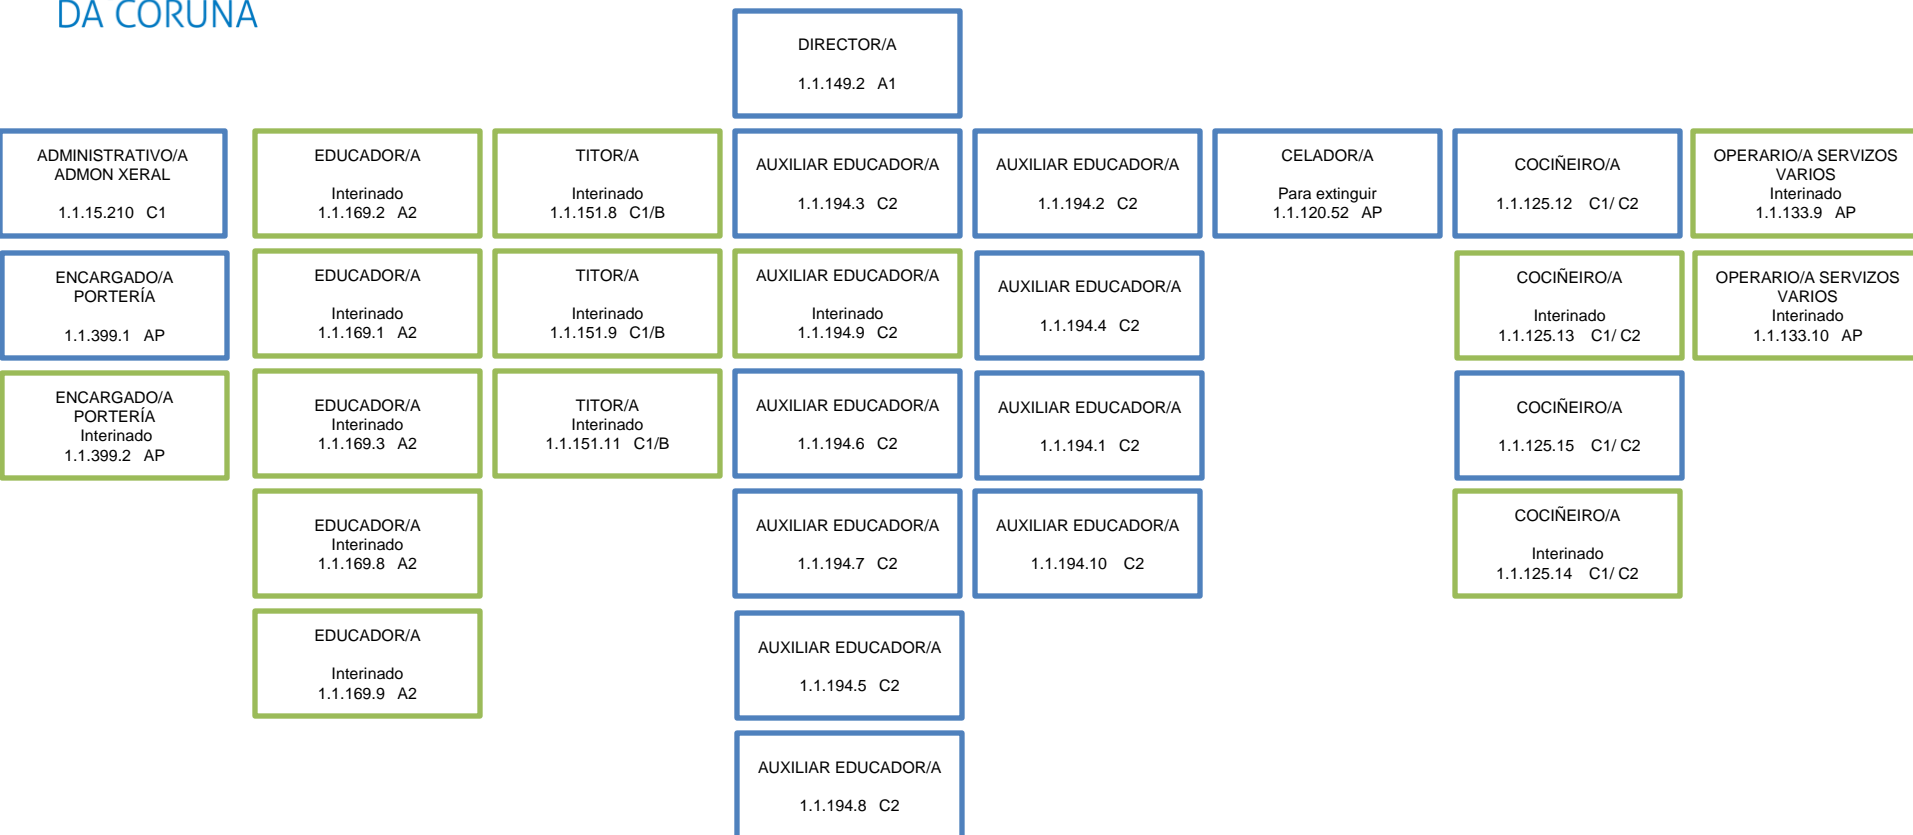 DA CORUÑA
DIRECTOR/A
1.1.149.2 A1
ADMINISTRATIVO/A
ADMON XERAL
1.1.15.210 C1
EDUCADOR/A
Interinado
1.1.169.2 A2
TITOR/A
Interinado
1.1.151.8 C1/B
AUXILIAR EDUCADOR/A
1.1.194.3 C2
AUXILIAR EDUCADOR/A
1.1.194.2 C2
CELADOR/A
Para extinguir
1.1.120.52 AP
COCIÑEIRO/A
1.1.125.12 C1/ C2
OPERARIO/A SERVIZOS
VARIOS
Interinado
1.1.133.9 AP
ENCARGADO/A
PORTERÍA
1.1.399.1 AP
EDUCADOR/A
Interinado
1.1.169.1 A2
TITOR/A
Interinado
1.1.151.9 C1/B
AUXILIAR EDUCADOR/A
Interinado
1.1.194.9 C2
AUXILIAR EDUCADOR/A
1.1.194.4 C2
COCIÑEIRO/A
Interinado
1.1.125.13 C1/ C2
OPERARIO/A SERVIZOS
VARIOS
Interinado
1.1.133.10 AP
ENCARGADO/A
PORTERÍA
Interinado
1.1.399.2 AP
EDUCADOR/A
Interinado
1.1.169.3 A2
TITOR/A
Interinado
1.1.151.11 C1/B
AUXILIAR EDUCADOR/A
1.1.194.6 C2
AUXILIAR EDUCADOR/A
1.1.194.1 C2
COCIÑEIRO/A
1.1.125.15 C1/ C2
EDUCADOR/A
Interinado
1.1.169.8 A2
AUXILIAR EDUCADOR/A
1.1.194.7 C2
AUXILIAR EDUCADOR/A
1.1.194.10 C2
COCIÑEIRO/A
Interinado
1.1.125.14 C1/ C2
EDUCADOR/A
Interinado
1.1.169.9 A2
AUXILIAR EDUCADOR/A
1.1.194.5 C2
AUXILIAR EDUCADOR/A
1.1.194.8 C2